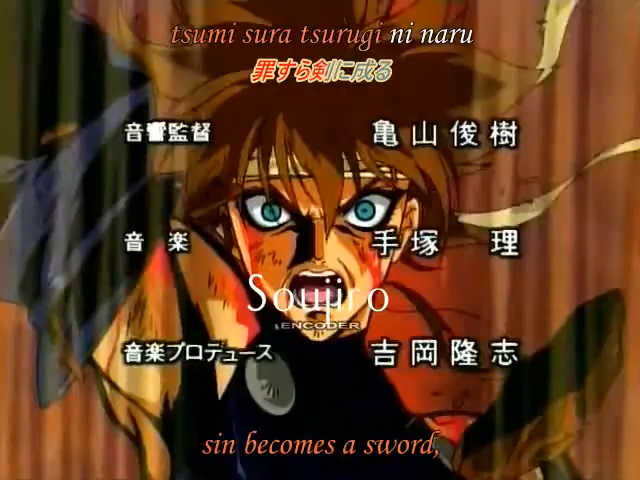 tsumi sura tsurugi ni naru
罪すら剣に成る
音響監督 亀山俊樹
音楽 手塚 理
Soujiro
ENCODER
音楽プロデュース 吉岡隆志
sin becomes a sword,